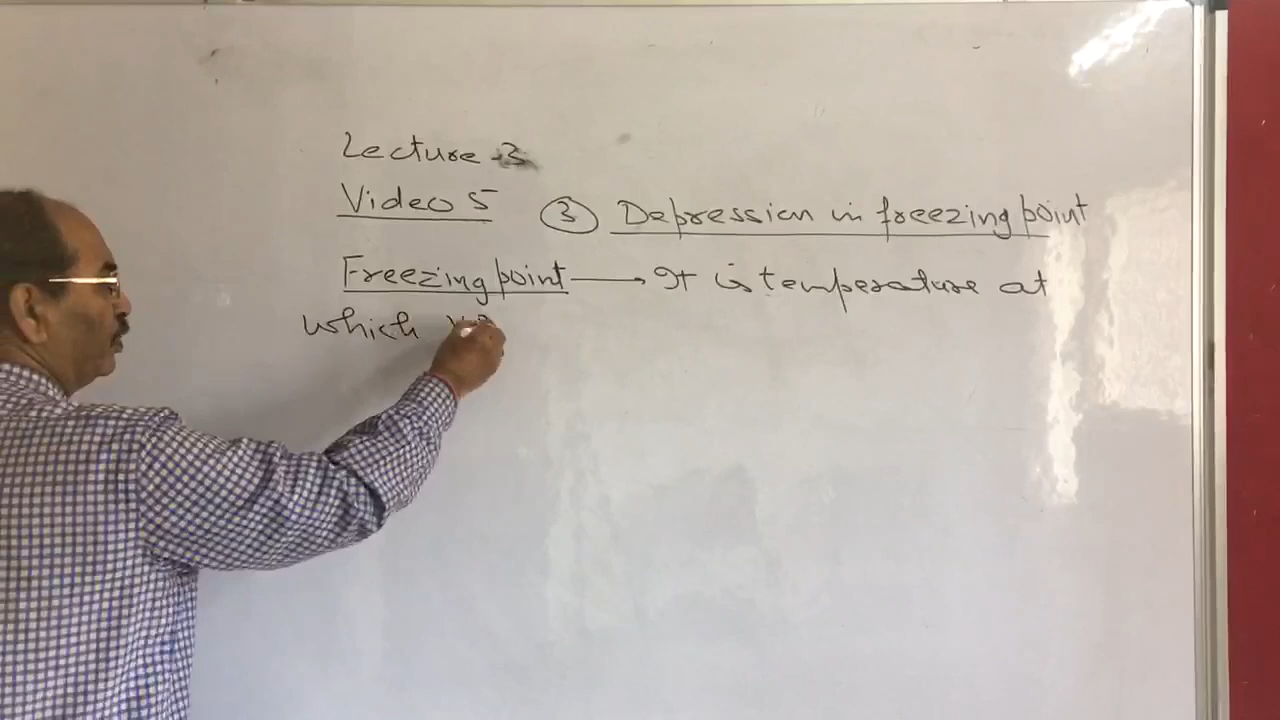 Lecture-3
Video 5 ③ Depression in freezing point
Freezing point → It is temperature at
which